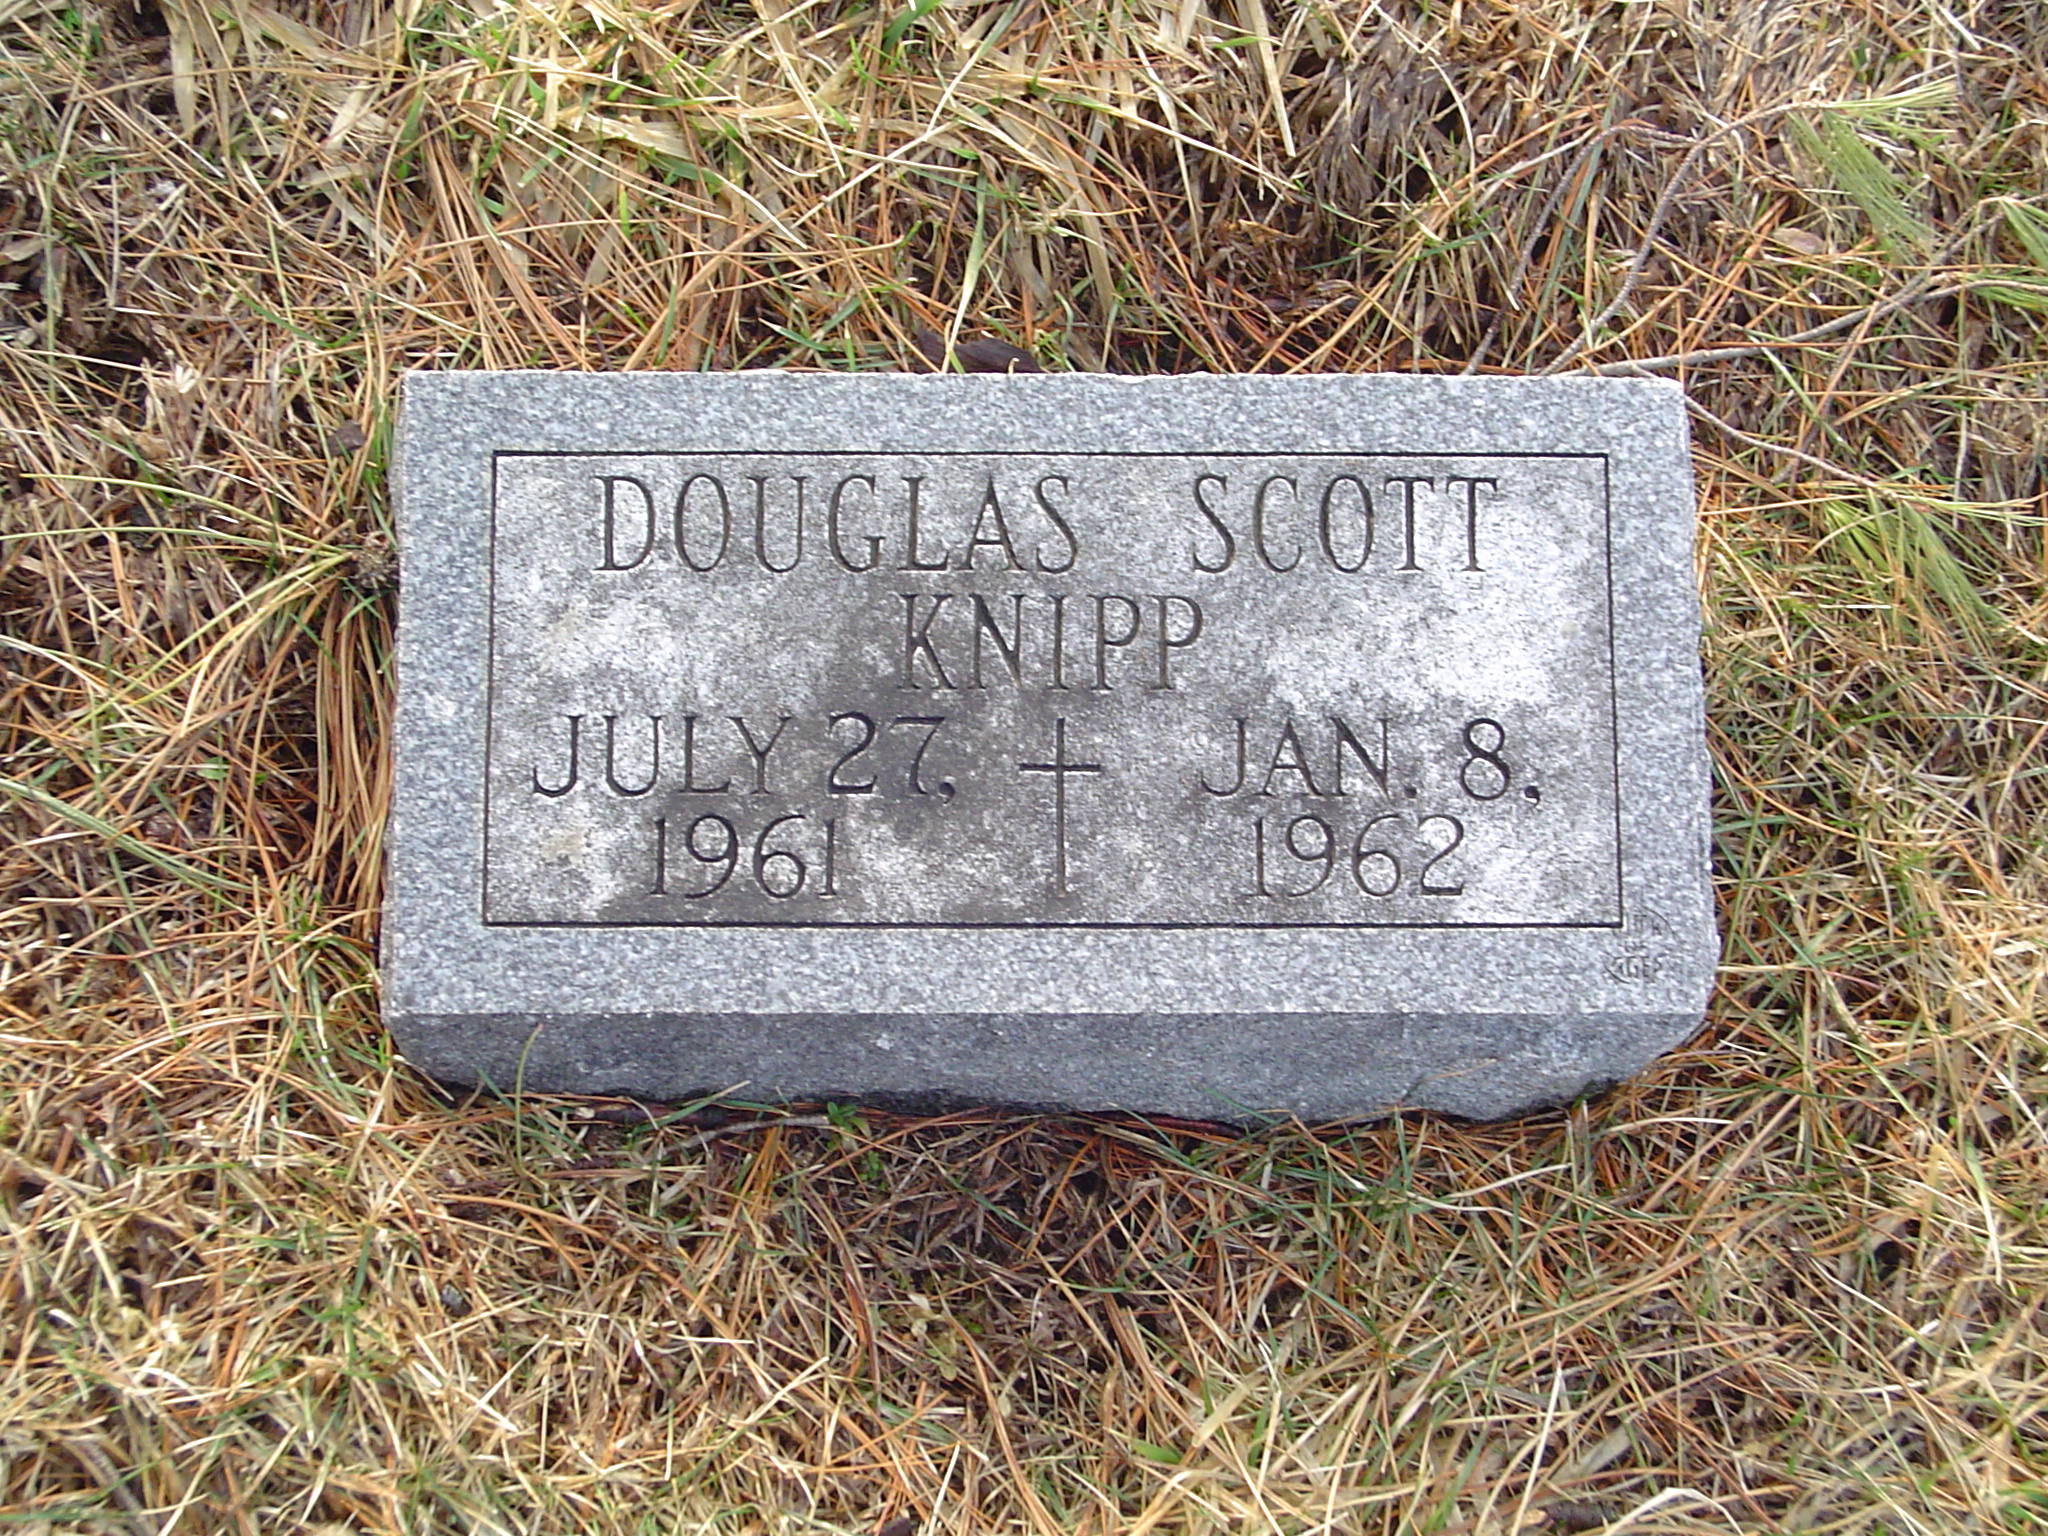 DOUGLAS SCOTT
KNIPP
JULY 27, JAN. 8,
1961 1962